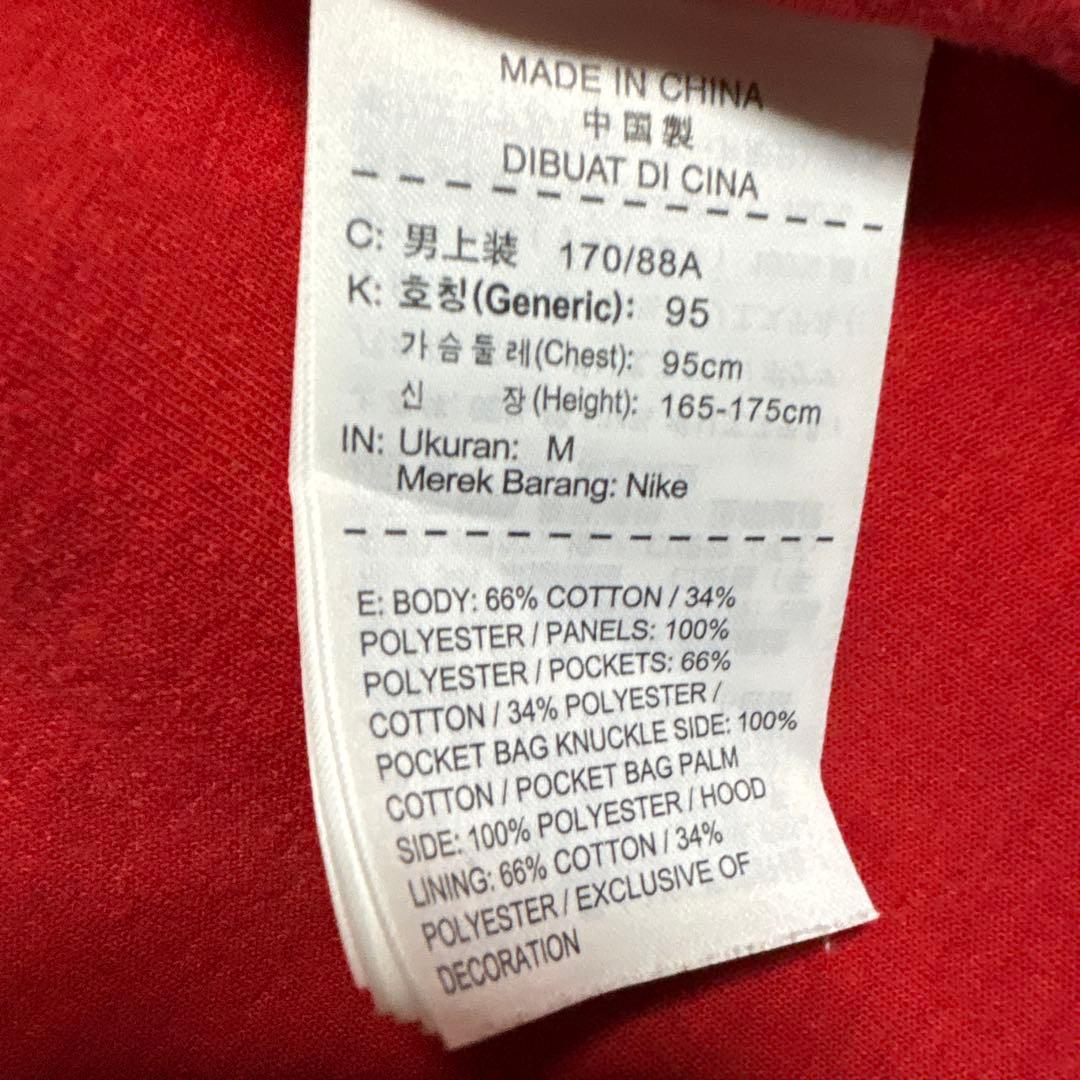 MADE IN CHINA
中国製
DIBUAT DI CINA
C: 男上装 170/88A
K: 호칭(Generic): 95
가슴둘레(Chest): 95cm
신 장(Height): 165-175cm
IN: Ukuran: M
Merek Barang: Nike
E: BODY: 66% COTTON / 34%
POLYESTER / PANELS: 100%
POLYESTER / POCKETS: 66%
COTTON / 34% POLYESTER /
POCKET BAG KNUCKLE SIDE: 100%
COTTON / POCKET BAG PALM
SIDE: 100% POLYESTER / HOOD
LINING: 66% COTTON / 34%
POLYESTER / EXCLUSIVE OF
DECORATION